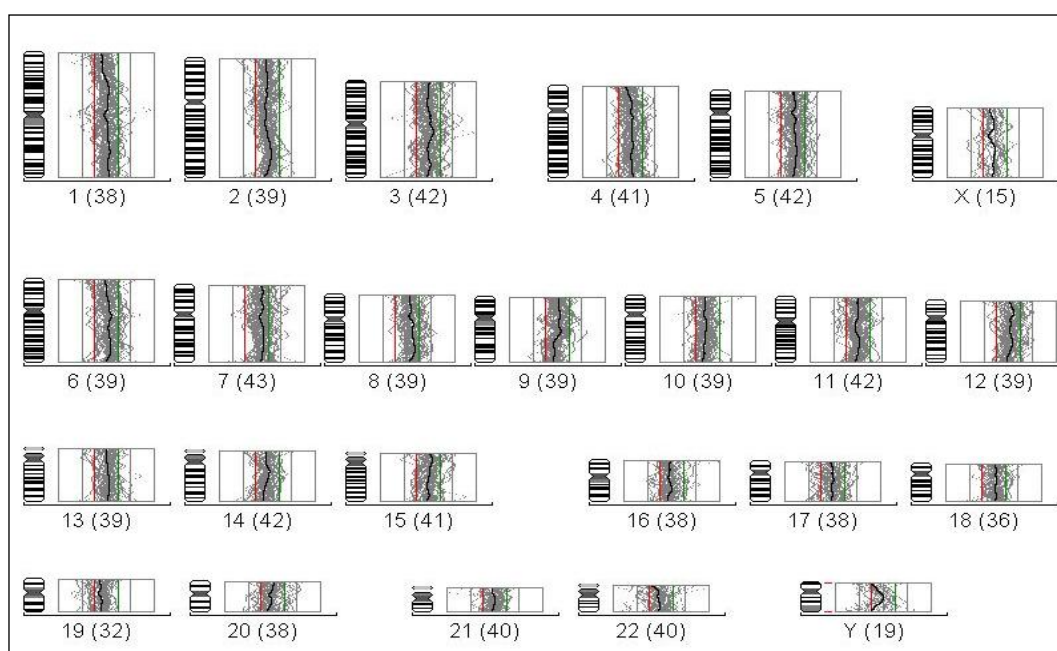 1 (38) 2 (39) 3 (42) 4 (41) 5 (42) X (15)
6 (39) 7 (43) 8 (39) 9 (39) 10 (39) 11 (42) 12 (39)
13 (39) 14 (42) 15 (41) 16 (38) 17 (38) 18 (36)
19 (32) 20 (38) 21 (40) 22 (40) Y (19)